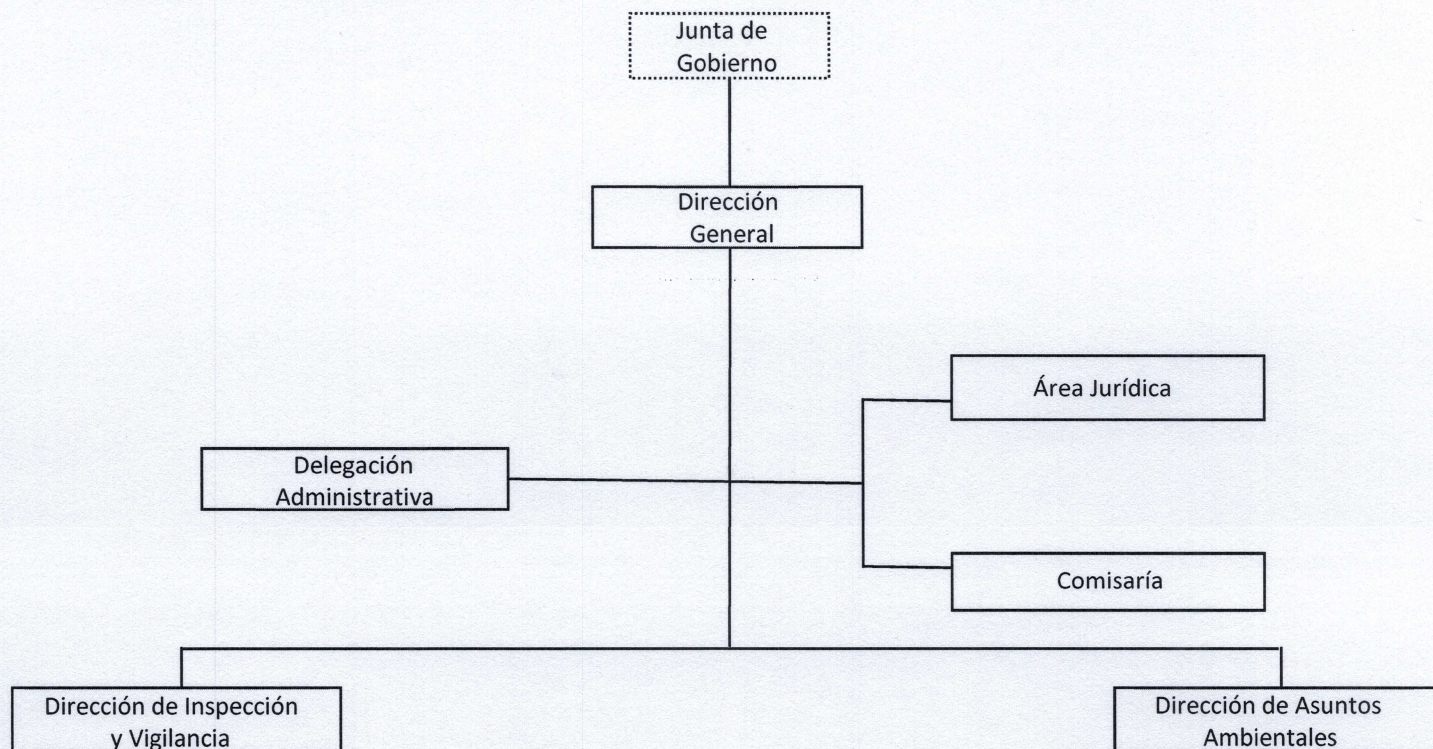 Junta de
Gobierno
Dirección
General
Área Jurídica
Delegación
Administrativa
Comisaría
Dirección de Inspección
y Vigilancia
Dirección de Asuntos
Ambientales